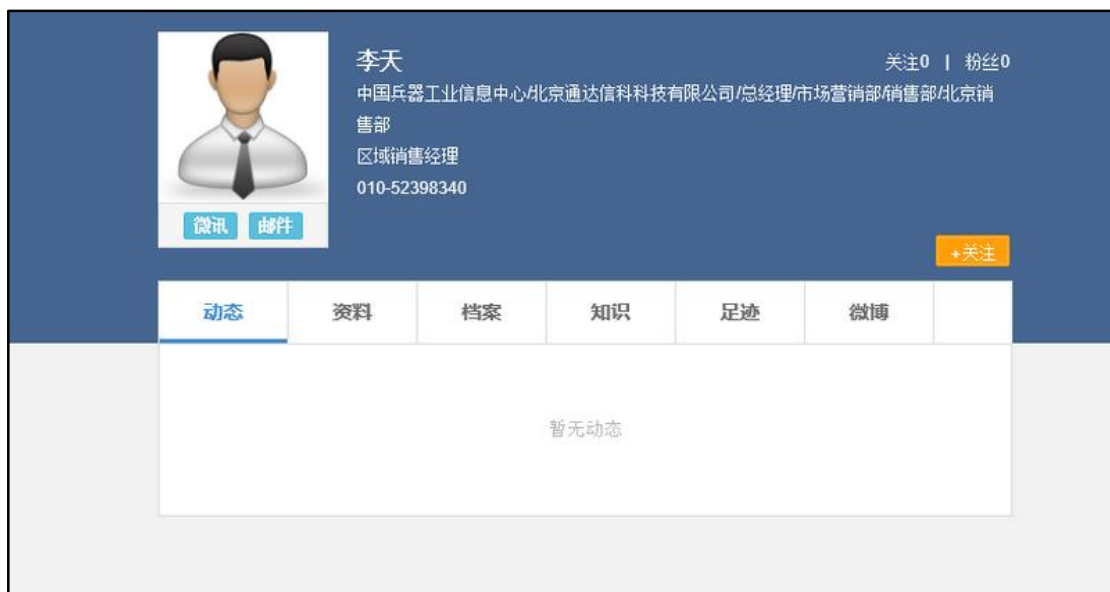 李天
关注0 | 粉丝0
中国兵器工业信息中心/北京通达信科科技有限公司/总经理/市场营销部/销售部/北京销
售部
区域销售经理
010-52398340
微讯 邮件
+关注
动态 资料 档案 知识 足迹 微博
暂无动态